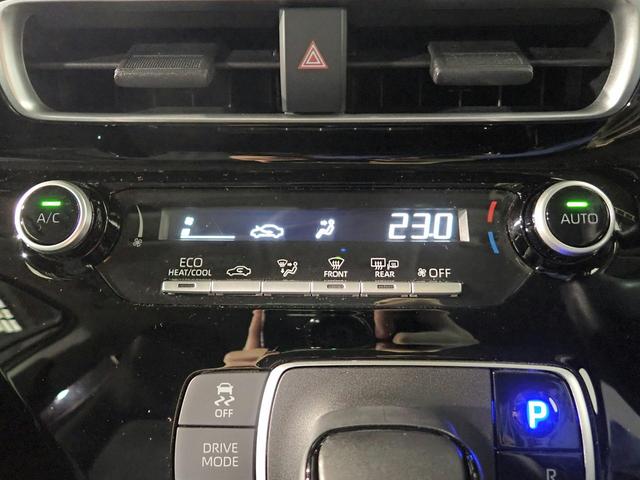 A/C
23.0
AUTO
ECO
HEAT/COOL
FRONT
REAR
OFF
OFF
P
DRIVE
MODE
R